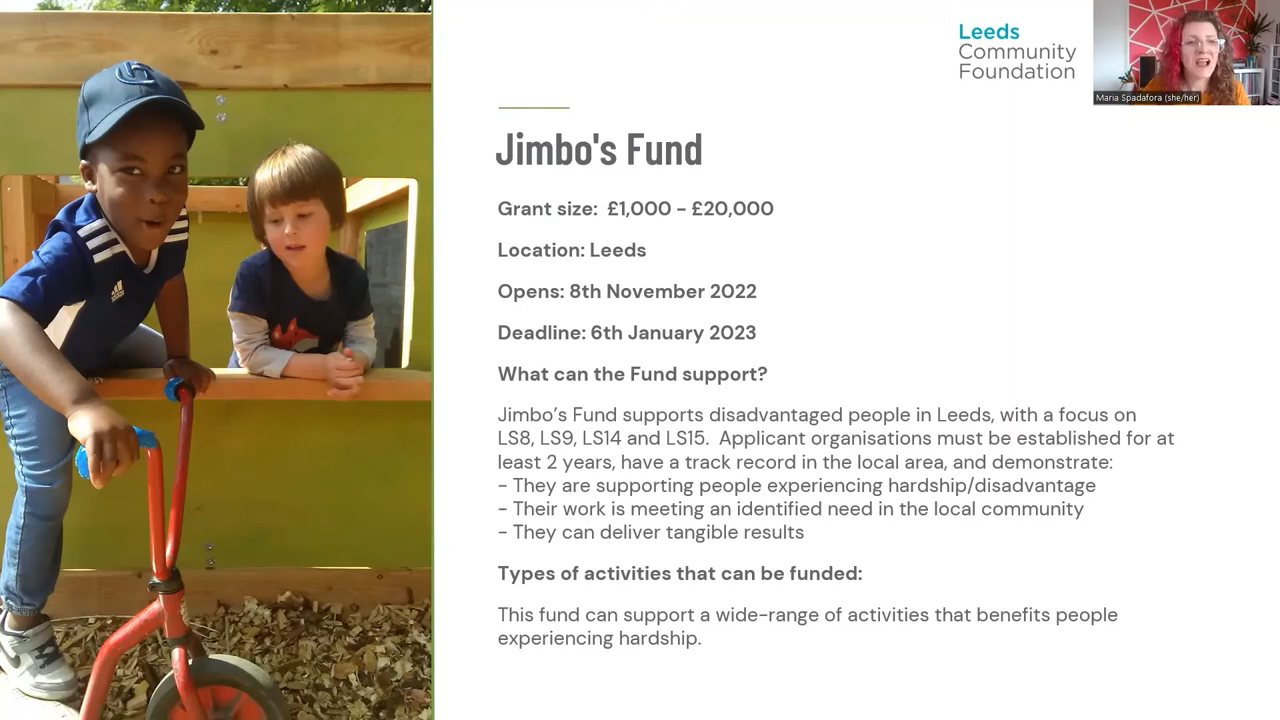 Leeds
Community
Foundation
Maria Spadafora (she/her)
Jimbo's Fund
Grant size: £1,000 - £20,000
Location: Leeds
Opens: 8th November 2022
Deadline: 6th January 2023
What can the Fund support?
Jimbo’s Fund supports disadvantaged people in Leeds, with a focus on
LS8, LS9, LS14 and LS15. Applicant organisations must be established for at
least 2 years, have a track record in the local area, and demonstrate:
- They are supporting people experiencing hardship/disadvantage
- Their work is meeting an identified need in the local community
- They can deliver tangible results
Types of activities that can be funded:
This fund can support a wide-range of activities that benefits people
experiencing hardship.